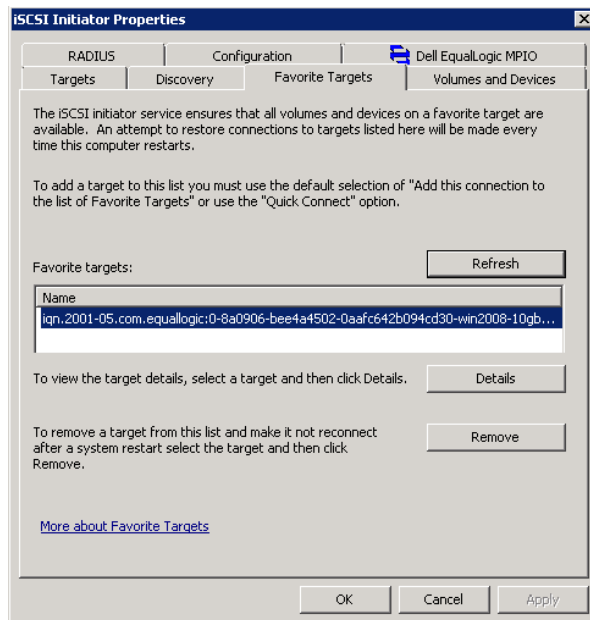 iSCSI Initiator Properties
RADIUS
Configuration
Dell EqualLogic MPIO
Targets
Discovery
Favorite Targets
Volumes and Devices
The iSCSI initiator service ensures that all volumes and devices on a favorite target are
available. An attempt to restore connections to targets listed here will be made every
time this computer restarts.
To add a target to this list you must use the default selection of "Add this connection to
the list of Favorite Targets" or use the "Quick Connect" option.
Favorite targets:
Refresh
Name
iqn.2001-05.com.equallogic:0-8a0906-bee4a4502-0aafc642b094cd30-win2008-10gb...
To view the target details, select a target and then click Details.
Details
To remove a target from this list and make it not reconnect
after a system restart select the target and then click
Remove.
Remove
More about Favorite Targets
OK
Cancel
Apply